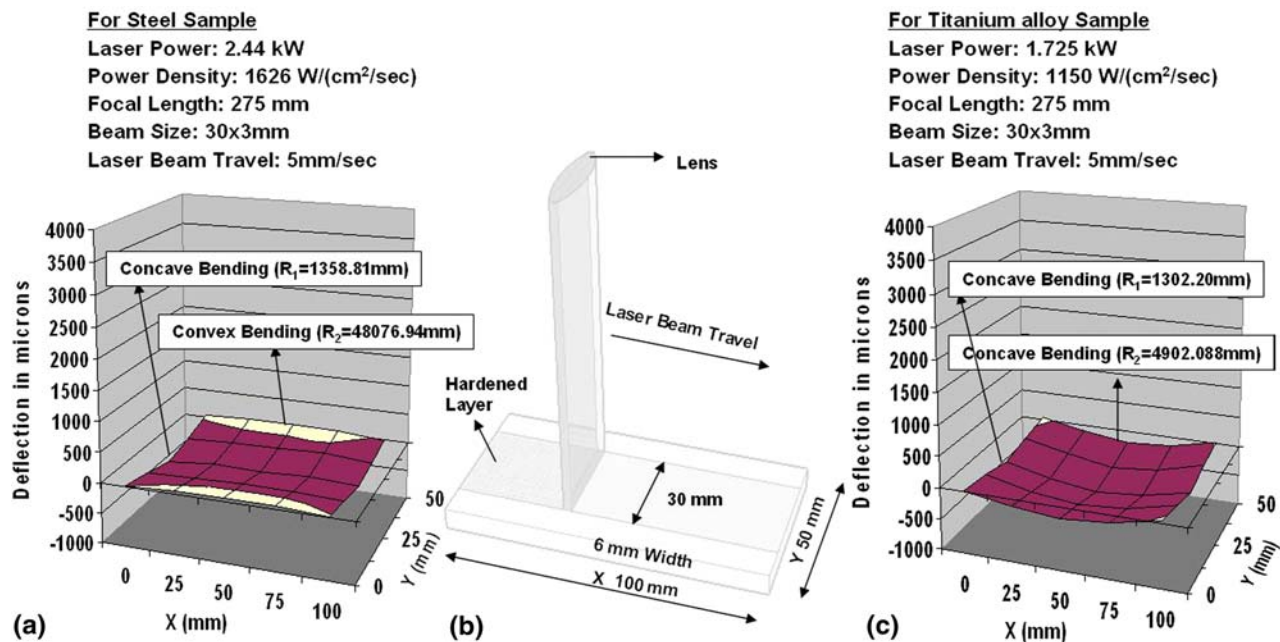 For Steel Sample
Laser Power: 2.44 kW
Power Density: 1626 W/(cm²/sec)
Focal Length: 275 mm
Beam Size: 30x3mm
Laser Beam Travel: 5mm/sec
4000
3500
3000
2500
2000
1500
1000
500
0
-500
-1000
Deflection in microns
Concave Bending (R₁=1358.81mm)
Convex Bending (R₂=48076.94mm)
0
25
50
75
100
X (mm)
0
25
50
Y (mm)
(a)
Lens
Laser Beam Travel
Hardened
Layer
30 mm
6 mm Width
X 100 mm
Y 50 mm
(b)
For Titanium alloy Sample
Laser Power: 1.725 kW
Power Density: 1150 W/(cm²/sec)
Focal Length: 275 mm
Beam Size: 30x3mm
Laser Beam Travel: 5mm/sec
4000
3500
3000
2500
2000
1500
1000
500
0
-500
-1000
Deflection in microns
Concave Bending (R₁=1302.20mm)
Concave Bending (R₂=4902.088mm)
0
25
50
75
100
X (mm)
0
25
50
Y (mm)
(c)